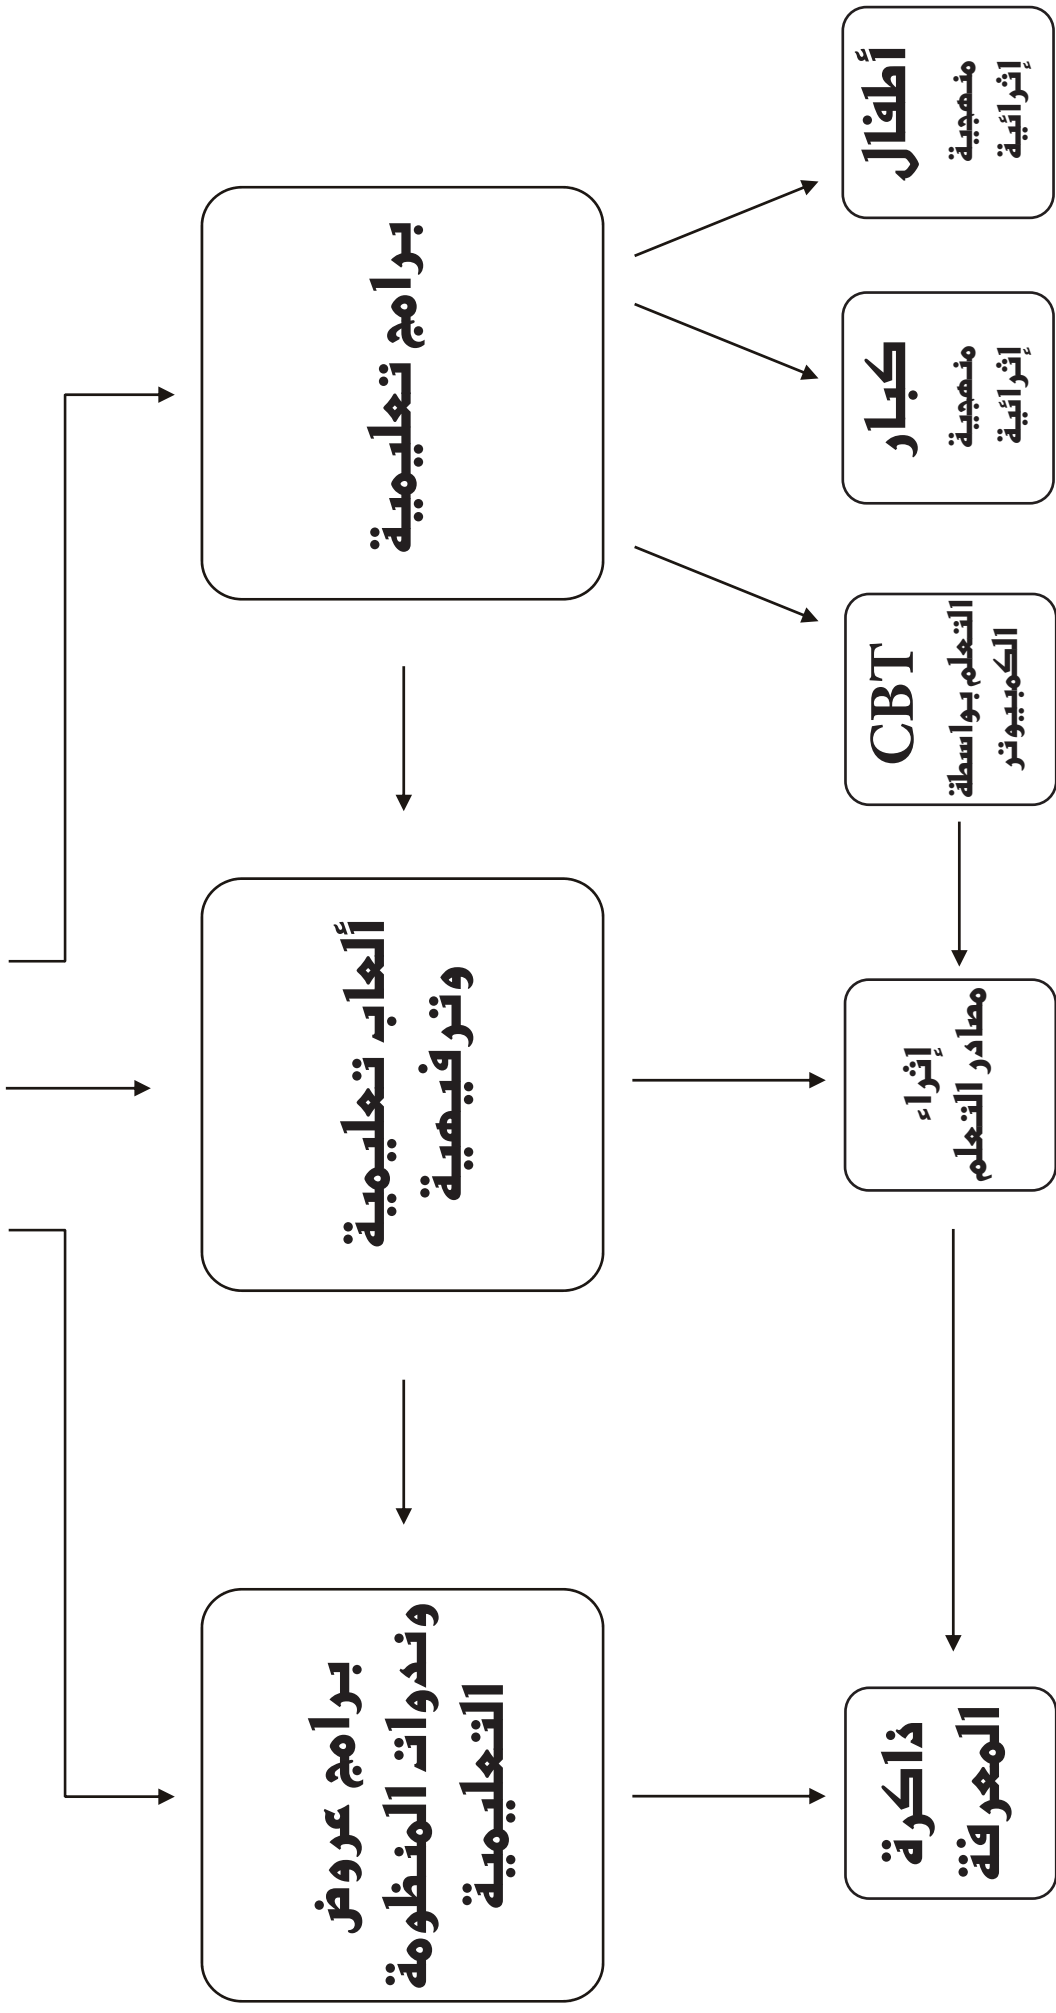 برامج تعليمية
ألعاب تعليمية
وترفيهية
برامج عروض
وندوات المنظومة
التعليمية
أطفال
منهجية
إثرائية
كبار
منهجية
إثرائية
CBT
التعلم بواسطة
الكمبيوتر
إثراء
مصادر التعلم
ذاكرة
المعرفة